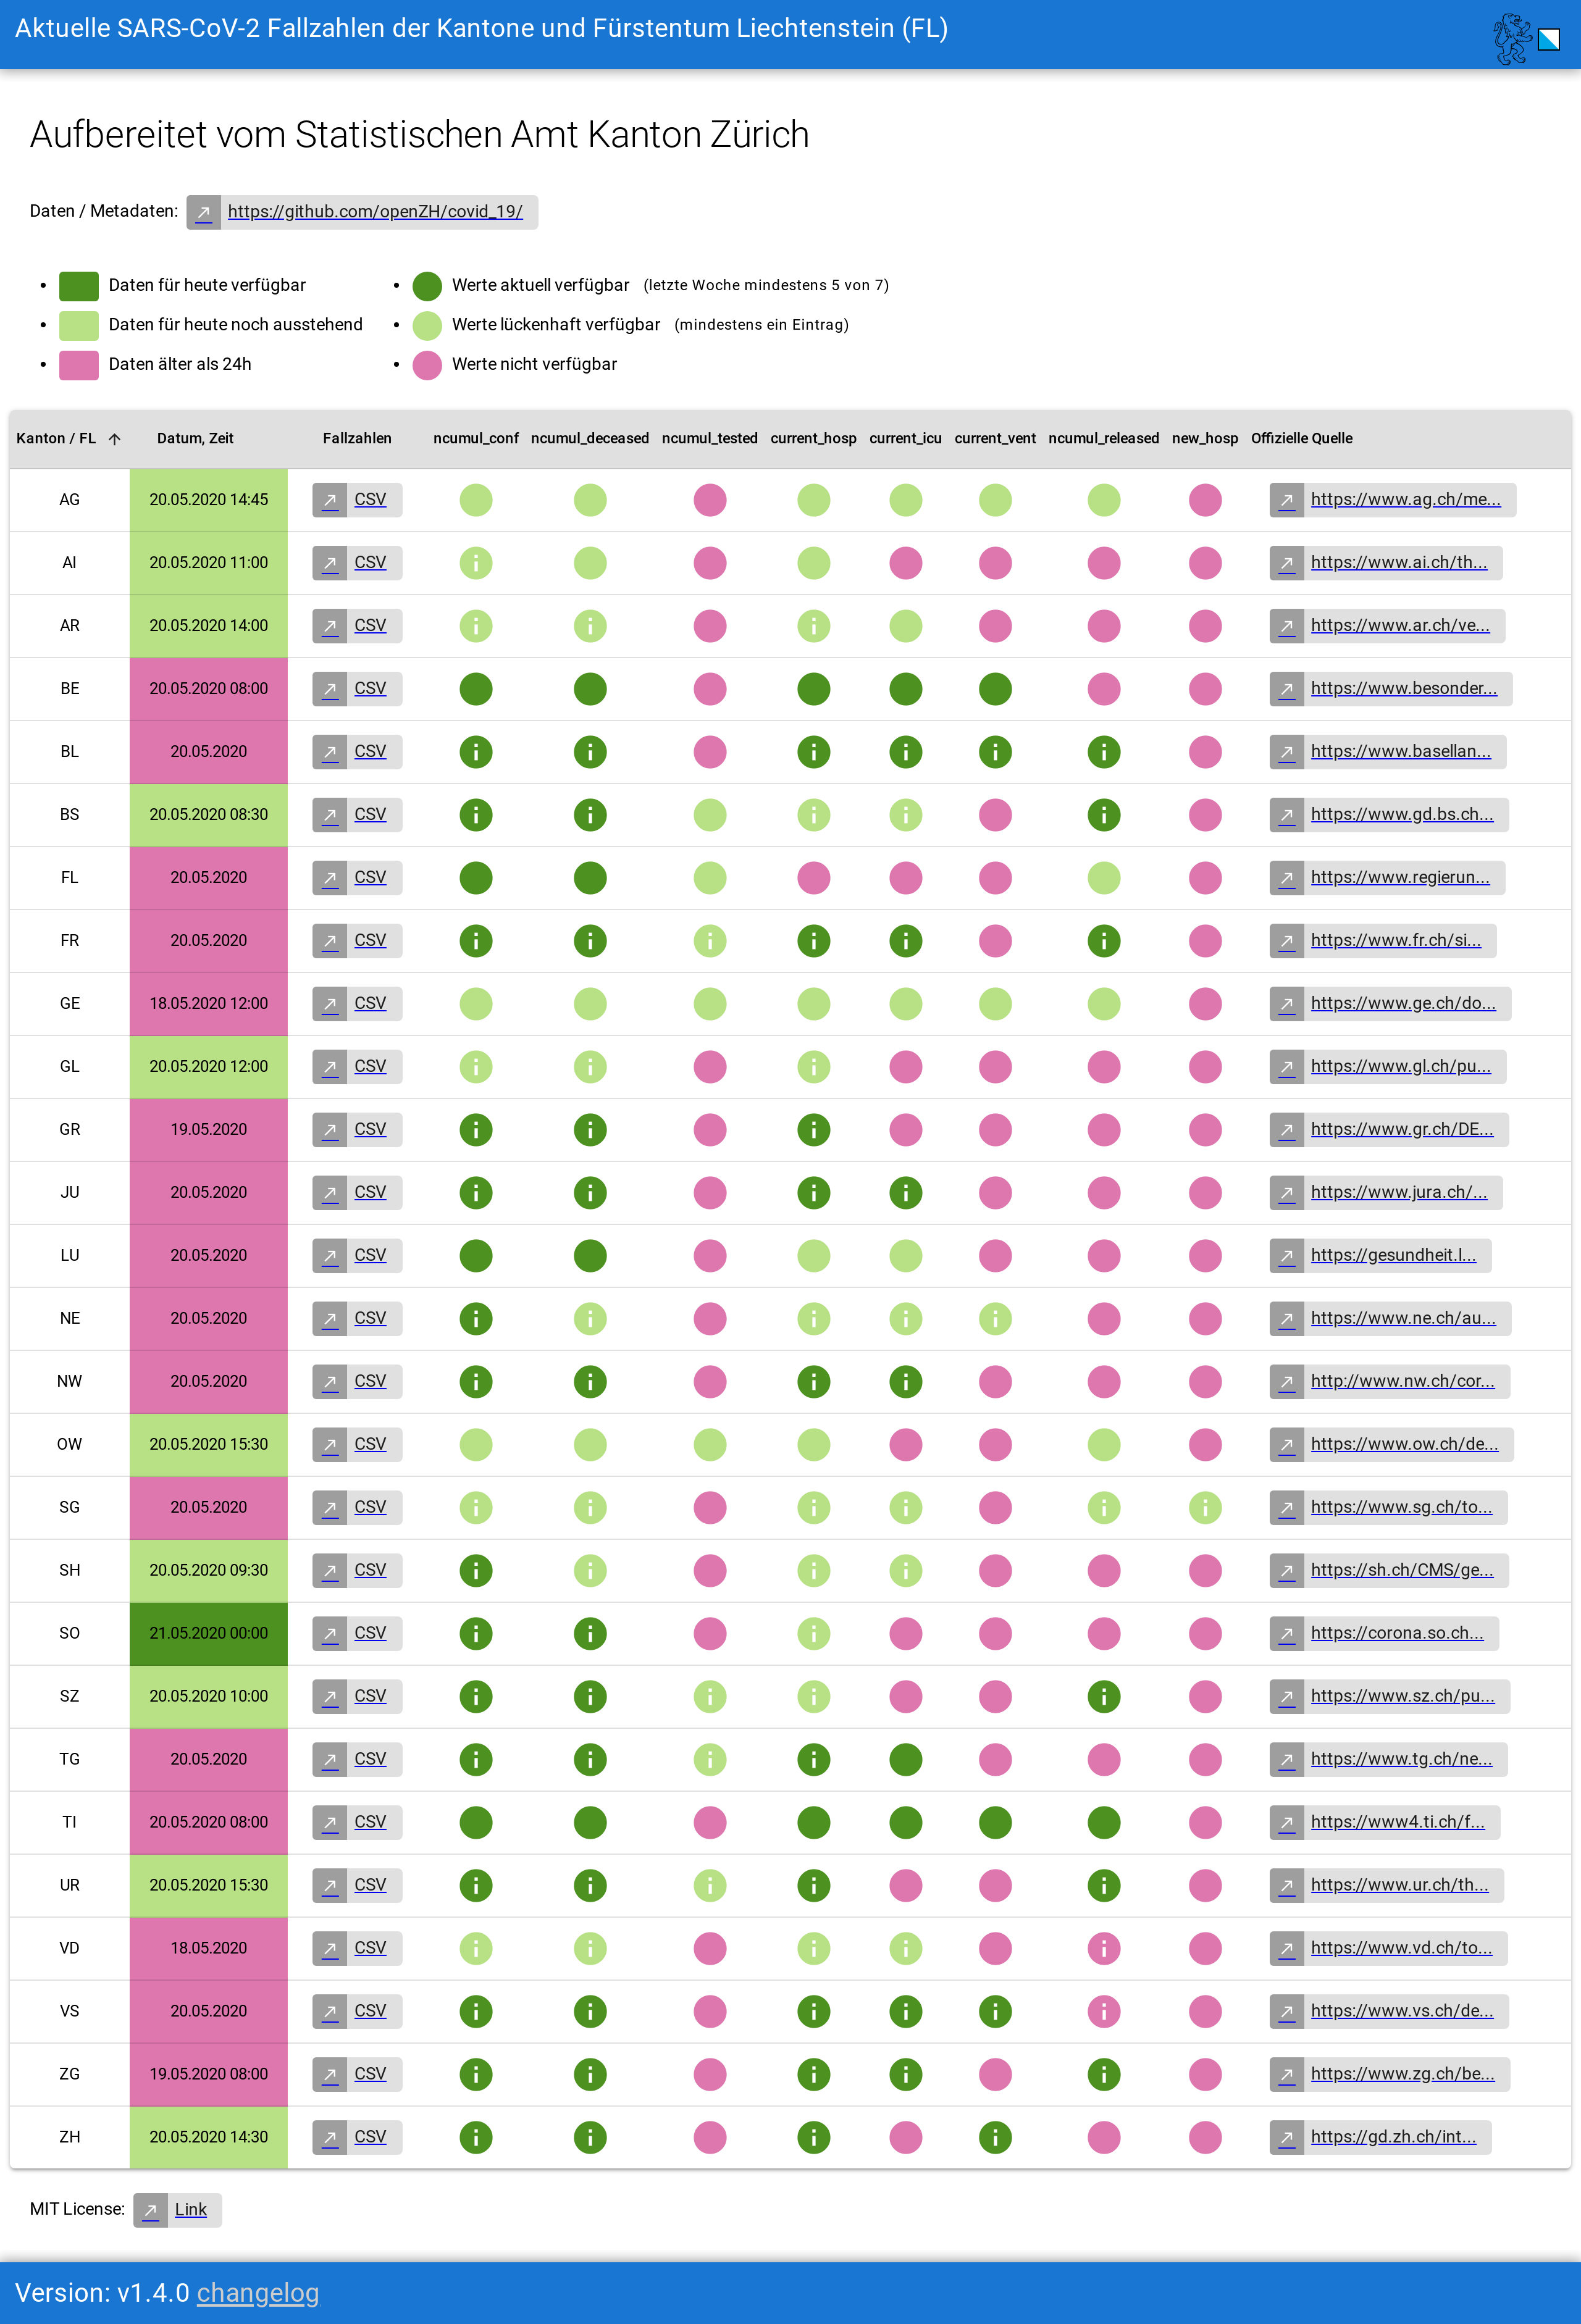 Aktuelle SARS-CoV-2 Fallzahlen der Kantone und Fürstentum Liechtenstein (FL)
Aufbereitet vom Statistischen Amt Kanton Zürich
Daten / Metadaten: https://github.com/openZH/covid_19/
Daten für heute verfügbar
Daten für heute noch ausstehend
Daten älter als 24h
Werte aktuell verfügbar (letzte Woche mindestens 5 von 7)
Werte lückenhaft verfügbar (mindestens ein Eintrag)
Werte nicht verfügbar
Kanton / FL Datum, Zeit Fallzahlen ncumul_conf ncumul_deceased ncumul_tested current_hosp current_icu current_vent ncumul_released new_hosp Offizielle Quelle
AG 20.05.2020 14:45 CSV https://www.ag.ch/me...
AI 20.05.2020 11:00 CSV https://www.ai.ch/th...
AR 20.05.2020 14:00 CSV https://www.ar.ch/ve...
BE 20.05.2020 08:00 CSV https://www.besonder...
BL 20.05.2020 CSV https://www.basellan...
BS 20.05.2020 08:30 CSV https://www.gd.bs.ch...
FL 20.05.2020 CSV https://www.regierun...
FR 20.05.2020 CSV https://www.fr.ch/si...
GE 18.05.2020 12:00 CSV https://www.ge.ch/do...
GL 20.05.2020 12:00 CSV https://www.gl.ch/pu...
GR 19.05.2020 CSV https://www.gr.ch/DE...
JU 20.05.2020 CSV https://www.jura.ch/...
LU 20.05.2020 CSV https://gesundheit.l...
NE 20.05.2020 CSV https://www.ne.ch/au...
NW 20.05.2020 CSV http://www.nw.ch/cor...
OW 20.05.2020 15:30 CSV https://www.ow.ch/de...
SG 20.05.2020 CSV https://www.sg.ch/to...
SH 20.05.2020 09:30 CSV https://sh.ch/CMS/ge...
SO 21.05.2020 00:00 CSV https://corona.so.ch...
SZ 20.05.2020 10:00 CSV https://www.sz.ch/pu...
TG 20.05.2020 CSV https://www.tg.ch/ne...
TI 20.05.2020 08:00 CSV https://www4.ti.ch/f...
UR 20.05.2020 15:30 CSV https://www.ur.ch/th...
VD 18.05.2020 CSV https://www.vd.ch/to...
VS 20.05.2020 CSV https://www.vs.ch/de...
ZG 19.05.2020 08:00 CSV https://www.zg.ch/be...
ZH 20.05.2020 14:30 CSV https://gd.zh.ch/int...
MIT License: Link
Version: v1.4.0 changelog